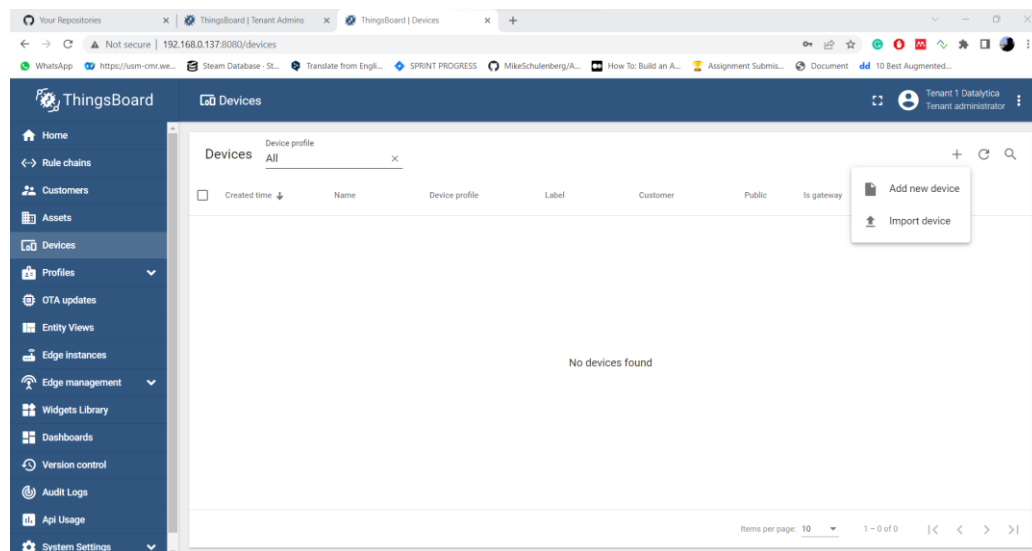 Your Repositories
ThingsBoard | Tenant Admins
ThingsBoard | Devices
Not secure | 192.168.0.137:8080/devices
WhatsApp https://usm-cmr.we... Steam Database · St... Translate from Engli... SPRINT PROGRESS MikeSchulenberg/A... How To: Build an A... Assignment Submis... Document dd 10 Best Augmented...
ThingsBoard
Devices
Tenant 1 Datalytica
Tenant administrator
Home
Rule chains
Customers
Assets
Devices
Profiles
OTA updates
Entity Views
Edge instances
Edge management
Widgets Library
Dashboards
Version control
Audit Logs
Api Usage
System Settings
Devices
Device profile
All
Created time Name Device profile Label Customer Public Is gateway
Add new device
Import device
No devices found
Items per page: 10 1 – 0 of 0